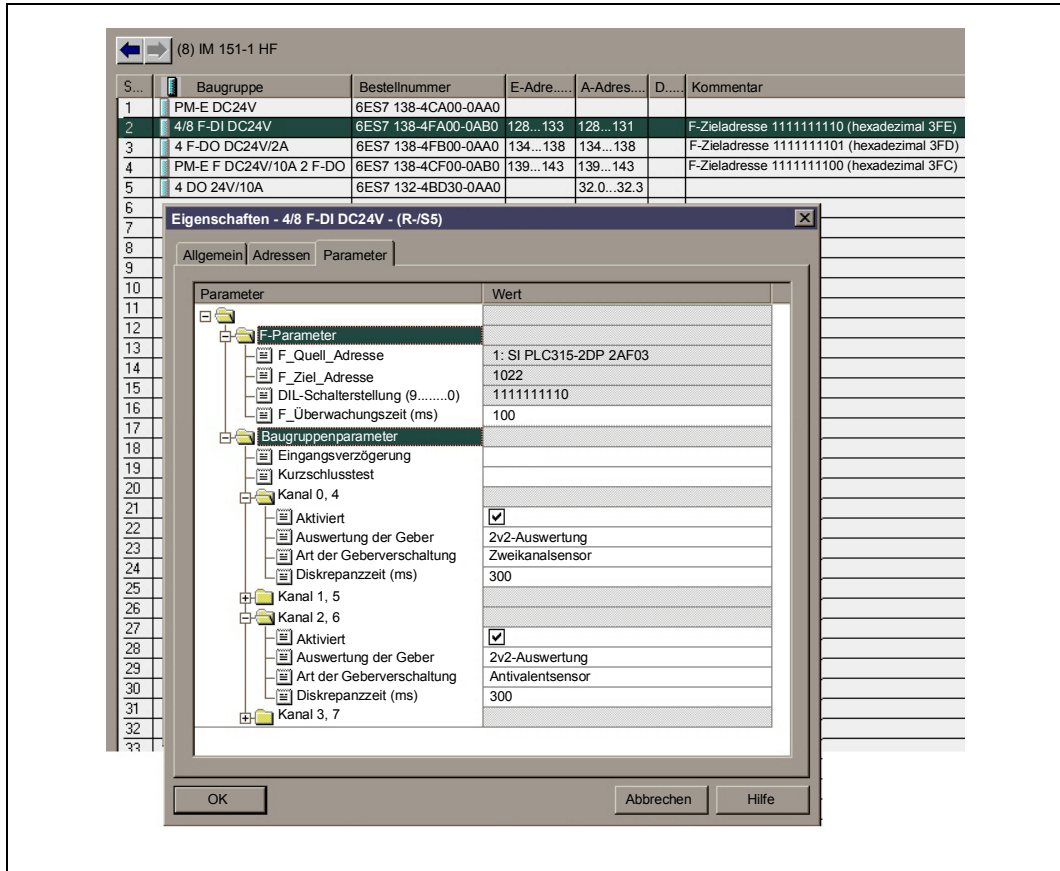 (8) IM 151-1 HF
S... Baugruppe Bestellnummer E-Adre..... A-Adres.... D..... Kommentar
1 PM-E DC24V 6ES7 138-4CA00-0AA0
2 4/8 F-DI DC24V 6ES7 138-4FA00-0AB0 128...133 128...131 F-Zieladresse 1111111110 (hexadezimal 3FE)
3 4 F-DO DC24V/2A 6ES7 138-4FB00-0AA0 134...138 134...138 F-Zieladresse 1111111101 (hexadezimal 3FD)
4 PM-E F DC24V/10A 2 F-DO 6ES7 138-4CF00-0AB0 139...143 139...143 F-Zieladresse 1111111100 (hexadezimal 3FC)
5 4 DO 24V/10A 6ES7 132-4BD30-0AA0 32.0...32.3
6
7
8
9
10
11
12
13
14
15
16
17
18
19
20
21
22
23
24
25
26
27
28
29
30
31
32
33
Eigenschaften - 4/8 F-DI DC24V - (R-/S5)
Allgemein Adressen Parameter
Parameter Wert
F-Parameter
F_Quell_Adresse 1: SI PLC315-2DP 2AF03
F_Ziel_Adresse 1022
DIL-Schalterstellung (9........0) 1111111110
F_Überwachungszeit (ms) 100
Baugruppenparameter
Eingangsverzögerung
Kurzschlusstest
Kanal 0, 4
Aktiviert
Auswertung der Geber 2v2-Auswertung
Art der Geberverschaltung Zweikanalsensor
Diskrepanzzeit (ms) 300
Kanal 1, 5
Kanal 2, 6
Aktiviert
Auswertung der Geber 2v2-Auswertung
Art der Geberverschaltung Antivalentsensor
Diskrepanzzeit (ms) 300
Kanal 3, 7
OK Abbrechen Hilfe